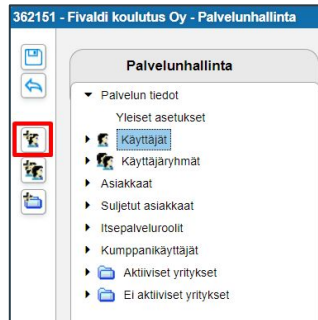 362151 - Fivaldi koulutus Oy - Palvelunhallinta
Palvelunhallinta
Palvelun tiedot
Yleiset asetukset
Käyttäjät
Käyttäjäryhmät
Asiakkaat
Suljetut asiakkaat
Itsepalveluroolit
Kumppanikäyttäjät
Aktiiviset yritykset
Ei aktiiviset yritykset